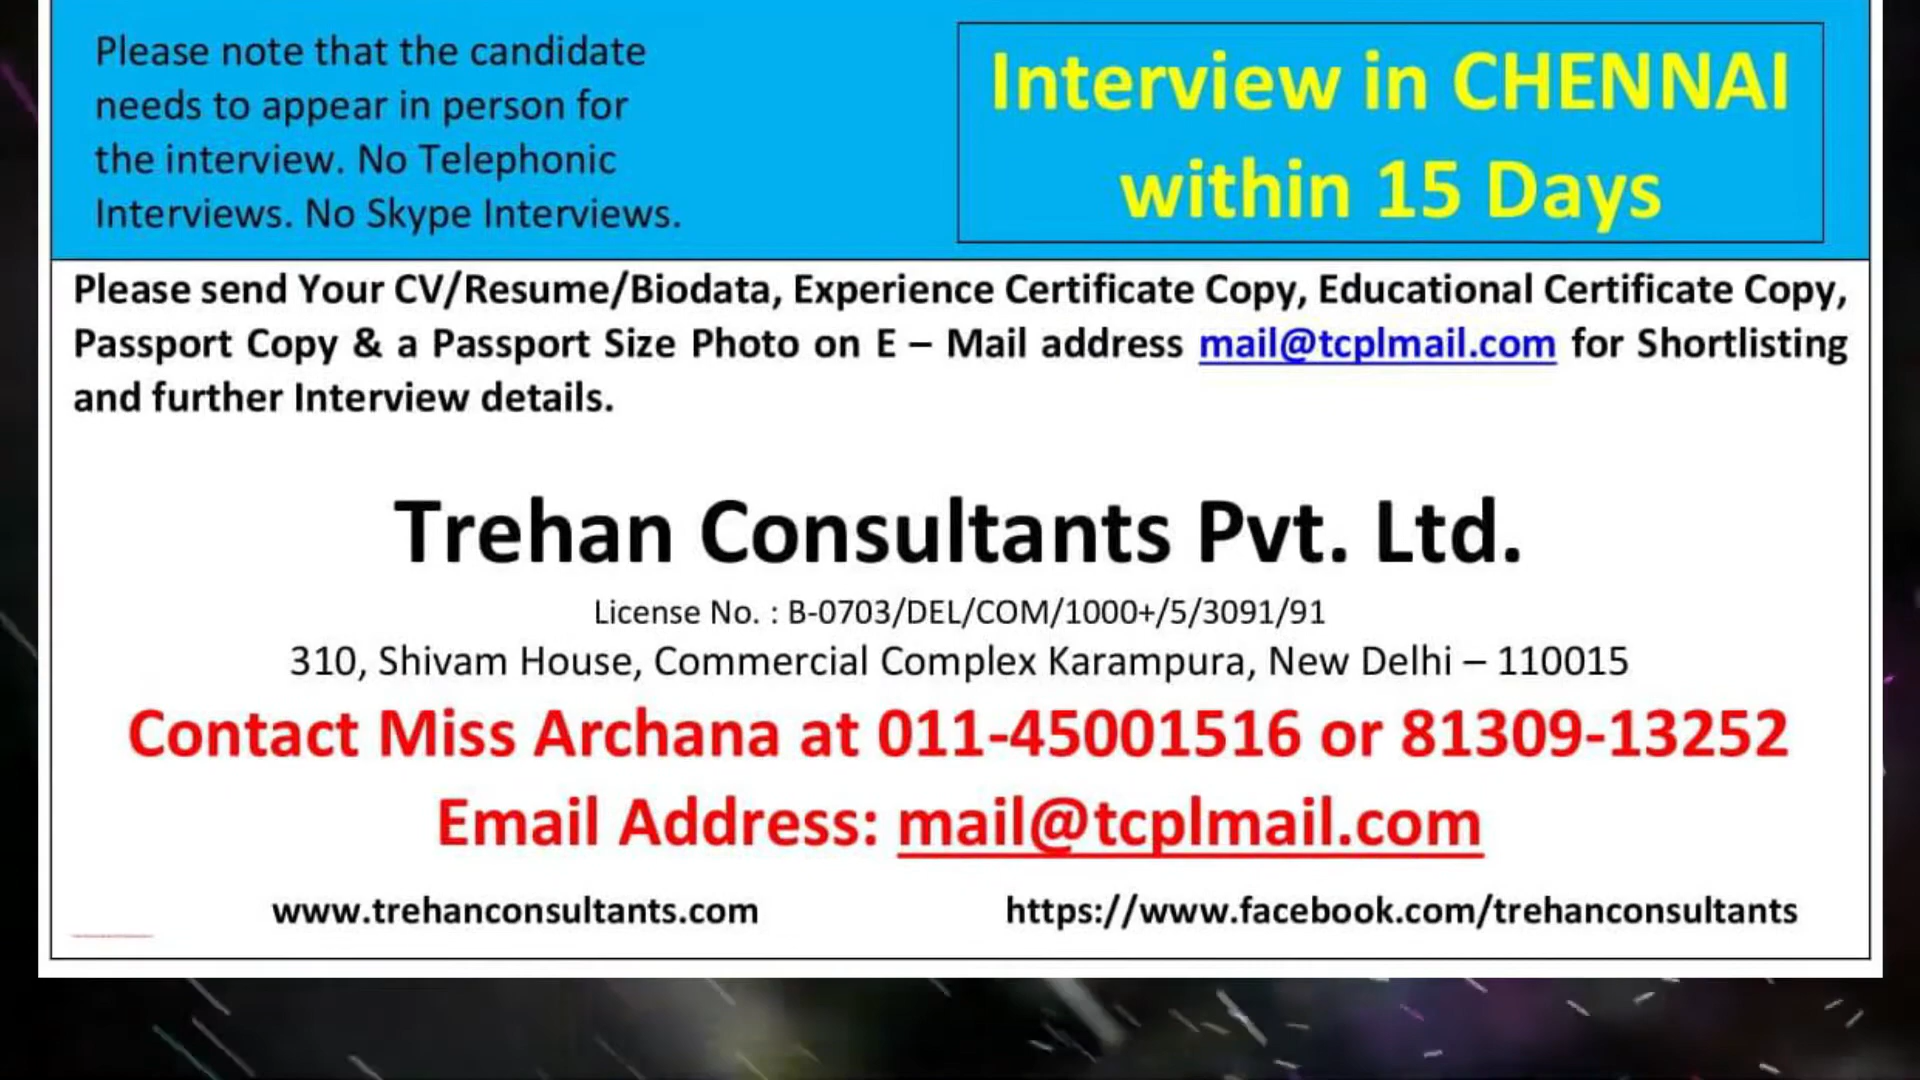 Please note that the candidate
needs to appear in person for
the interview. No Telephonic
Interviews. No Skype Interviews.
Interview in CHENNAI
within 15 Days
Please send Your CV/Resume/Biodata, Experience Certificate Copy, Educational Certificate Copy,
Passport Copy & a Passport Size Photo on E – Mail address mail@tcplmail.com for Shortlisting
and further Interview details.
Trehan Consultants Pvt. Ltd.
License No. : B-0703/DEL/COM/1000+/5/3091/91
310, Shivam House, Commercial Complex Karampura, New Delhi – 110015
Contact Miss Archana at 011-45001516 or 81309-13252
Email Address: mail@tcplmail.com
www.trehanconsultants.com https://www.facebook.com/trehanconsultants